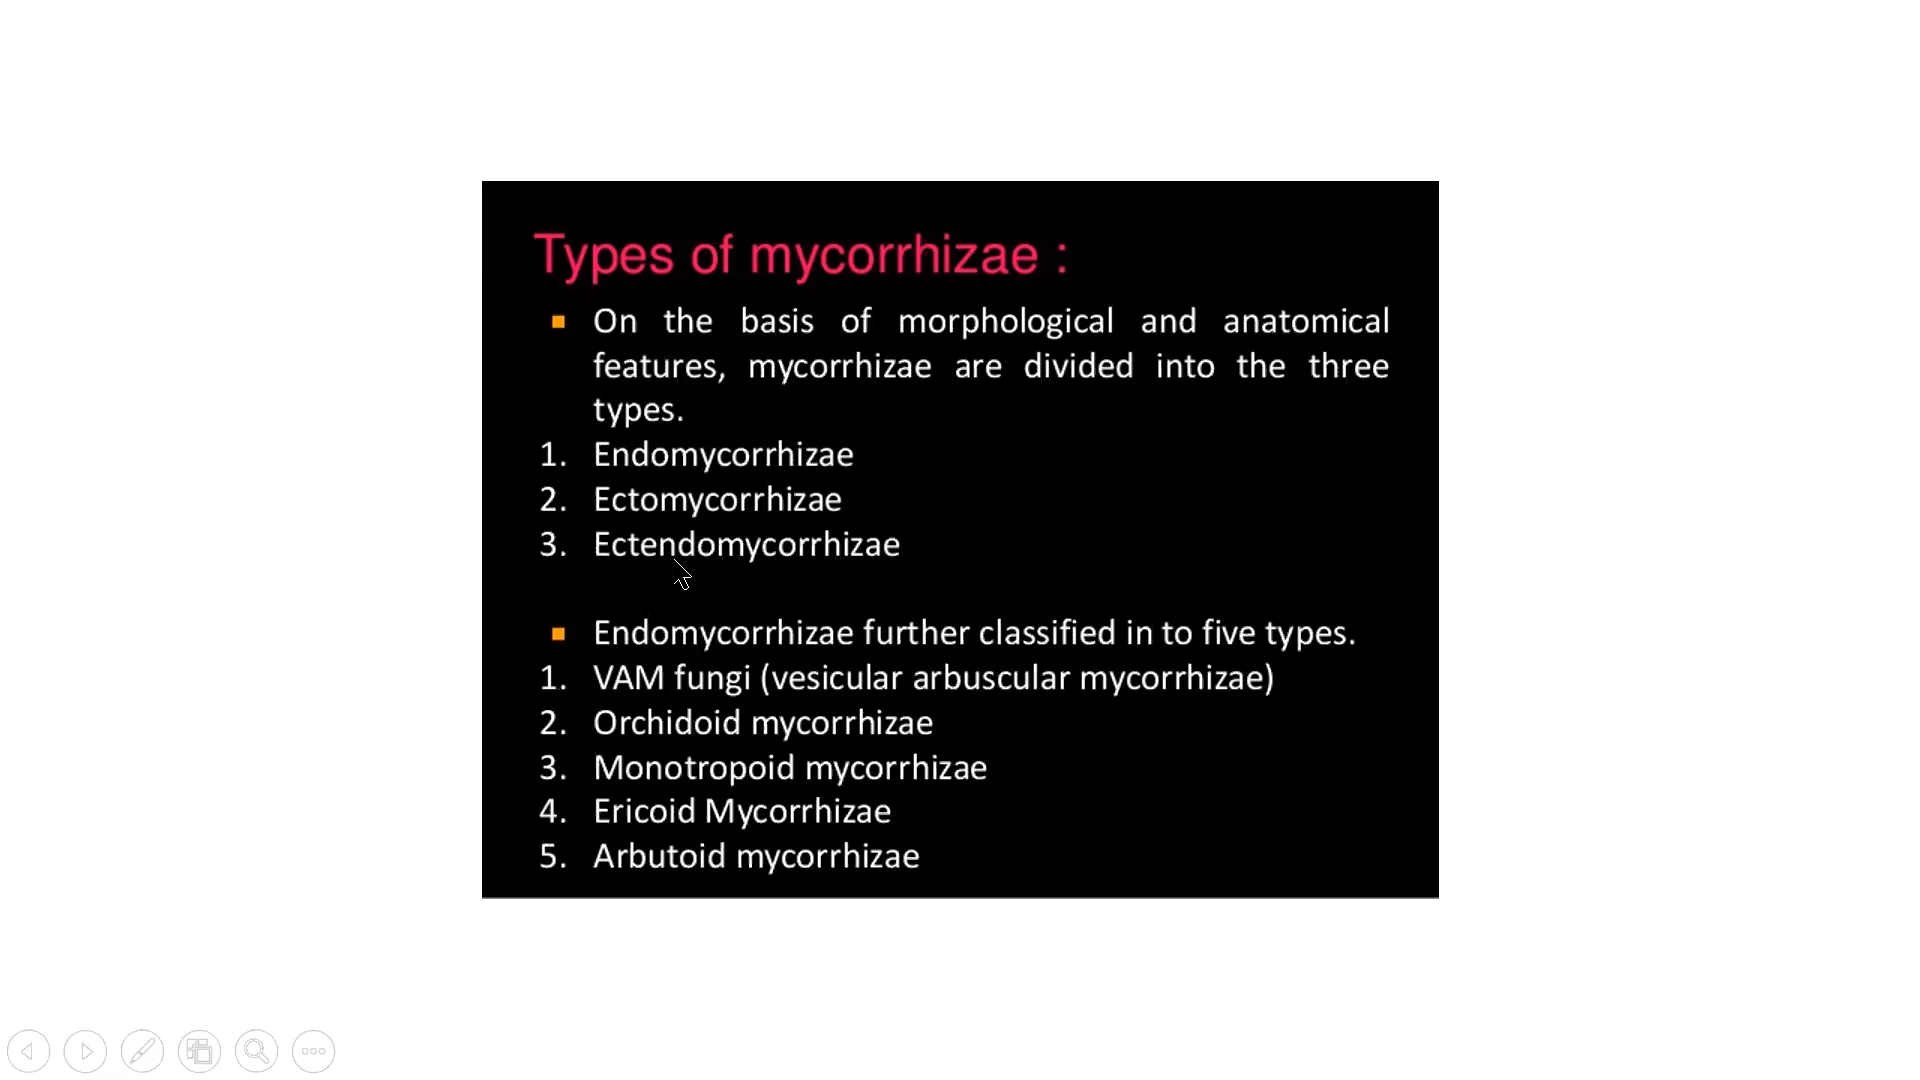 Types of mycorrhizae :
On the basis of morphological and anatomical
features, mycorrhizae are divided into the three
types.
1. Endomycorrhizae
2. Ectomycorrhizae
3. Ectendomycorrhizae
Endomycorrhizae further classified in to five types.
1. VAM fungi (vesicular arbuscular mycorrhizae)
2. Orchidoid mycorrhizae
3. Monotropoid mycorrhizae
4. Ericoid Mycorrhizae
5. Arbutoid mycorrhizae